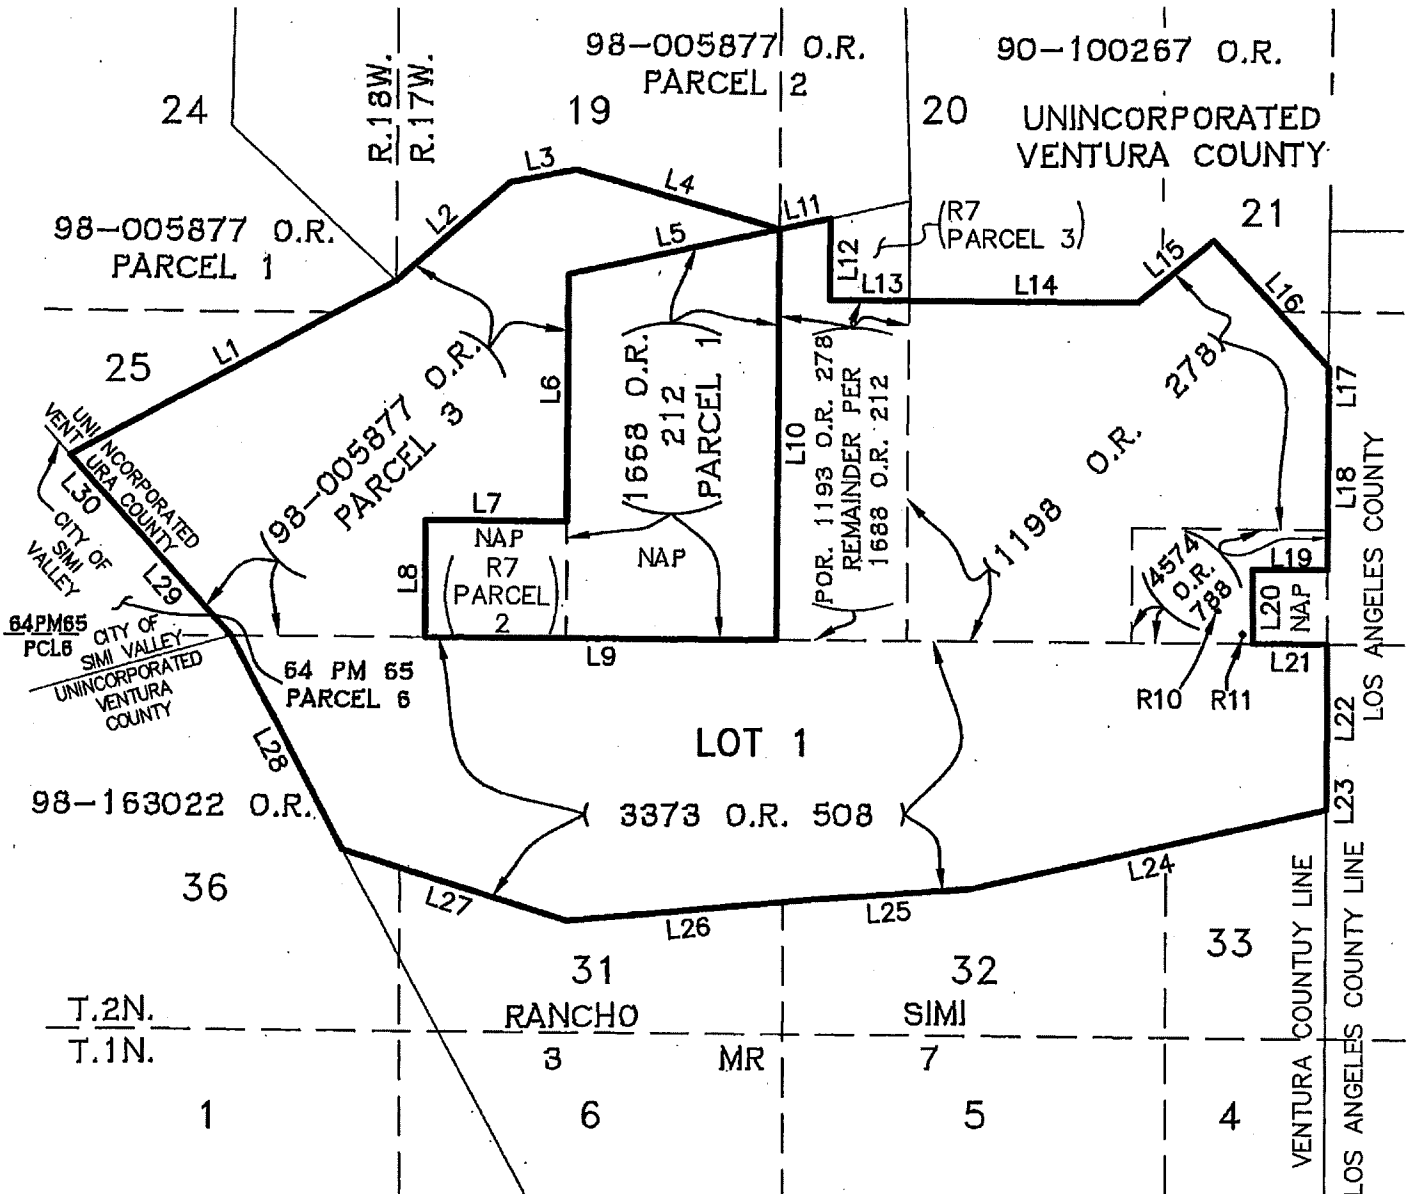 98-005877 O.R.
PARCEL 2
90-100267 O.R.
24
R.18W.
R.17W.
19
20
UNINCORPORATED
VENTURA COUNTY
21
L3
L4
L11
(R7
PARCEL 3)
98-005877 O.R.
PARCEL 1
L2
L5
L12
L13
L14
L15
L16
25
L1
(98-005877 O.R.)
PARCEL 3
L6
(1668 O.R.
212
PARCEL 1)
L10
POR. 1193 O.R. 278
REMAINDER PER
1688 O.R. 212
(1198 O.R. 278)
L17
L18
LOS ANGELES COUNTY
UNINCORPORATED
VENTURA COUNTY
L30
CITY OF
SIMI
VALLEY
L29
L7
NAP
NAP
L8
(R7
PARCEL
2)
(4574
O.R.
788)
L19
L20
NAP
64PM65
PCL6
CITY OF
SIMI VALLEY
UNINCORPORATED
VENTURA
COUNTY
64 PM 65
PARCEL 6
L9
L21
R10
R11
L22
L28
LOT 1
98-163022 O.R.
(3373 O.R. 508)
L23
36
L27
L26
L25
L24
33
31
32
T.2N.
RANCHO SIMI
T.1N.
3 MR 7
1
6
5
4
VENTURA COUNTUY LINE
LOS ANGELES COUNTY LINE